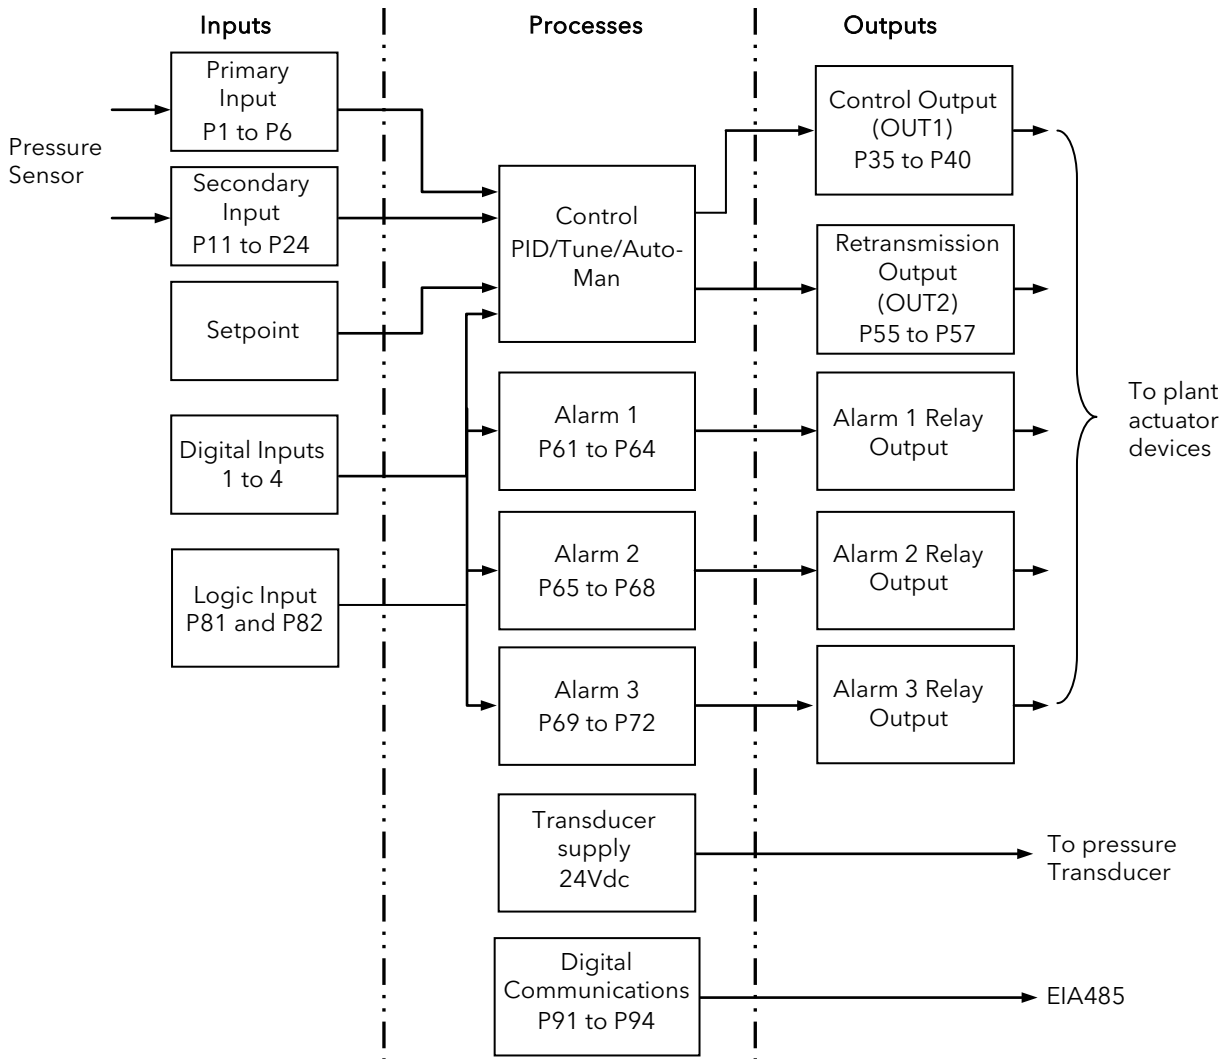 Inputs
Processes
Outputs
Pressure
Sensor
Primary
Input
P1 to P6
Secondary
Input
P11 to P24
Setpoint
Digital Inputs
1 to 4
Logic Input
P81 and P82
Control
PID/Tune/Auto-
Man
Alarm 1
P61 to P64
Alarm 2
P65 to P68
Alarm 3
P69 to P72
Transducer
supply
24Vdc
Digital
Communications
P91 to P94
Control Output
(OUT1)
P35 to P40
Retransmission
Output
(OUT2)
P55 to P57
Alarm 1 Relay
Output
Alarm 2 Relay
Output
Alarm 3 Relay
Output
To plant
actuator
devices
To pressure
Transducer
EIA485